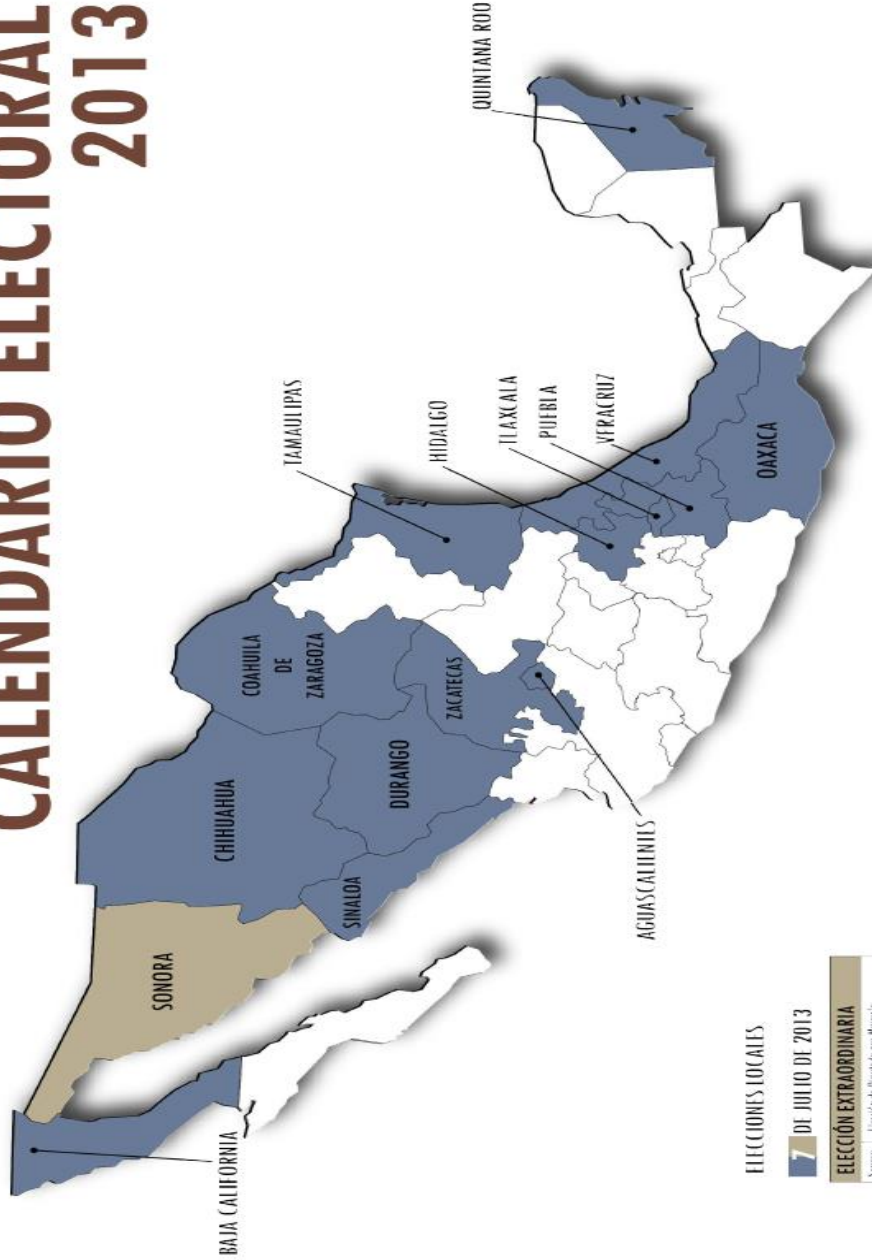 CALENDARIO ELECTORAL
2013
QUINTANA ROO
TAMAULIPAS
HIDALGO
TLAXCALA
PUEBLA
VERACRUZ
OAXACA
COAHUILA
DE
ZARAGOZA
ZACATECAS
CHIHUAHUA
DURANGO
SINALOA
SONORA
AGUASCALIENTES
BAJA CALIFORNIA
ELECCIONES LOCALES
7 DE JULIO DE 2013
ELECCIÓN EXTRAORDINARIA
Sonora